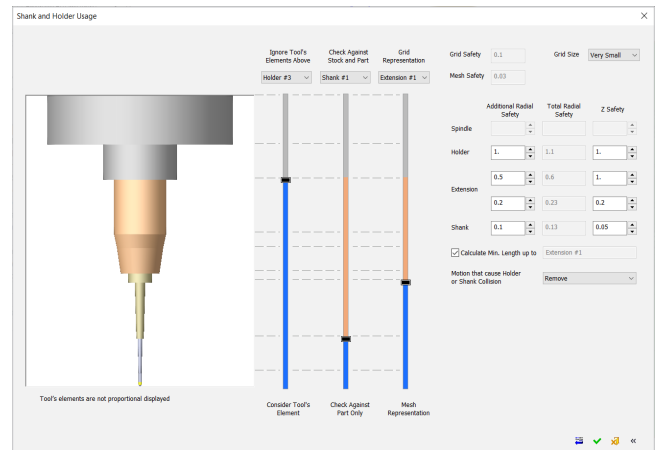 Shank and Holder Usage
Ignore Tool's Elements Above
Check Against Stock and Part
Grid Representation
Holder #3
Shank #1
Extension #1
Grid Safety 0.1 Grid Size Very Small
Mesh Safety 0.03
Additional Radial Safety
Total Radial Safety
Z Safety
Spindle
Holder 1. 1.1 1.
0.5 0.6 1.
Extension
0.2 0.23 0.2
Shank 0.1 0.13 0.05
Calculate Min. Length up to Extension #1
Motion that cause Holder or Shank Collision
Remove
Tool's elements are not proportional displayed
Consider Tool's Element
Check Against Part Only
Mesh Representation